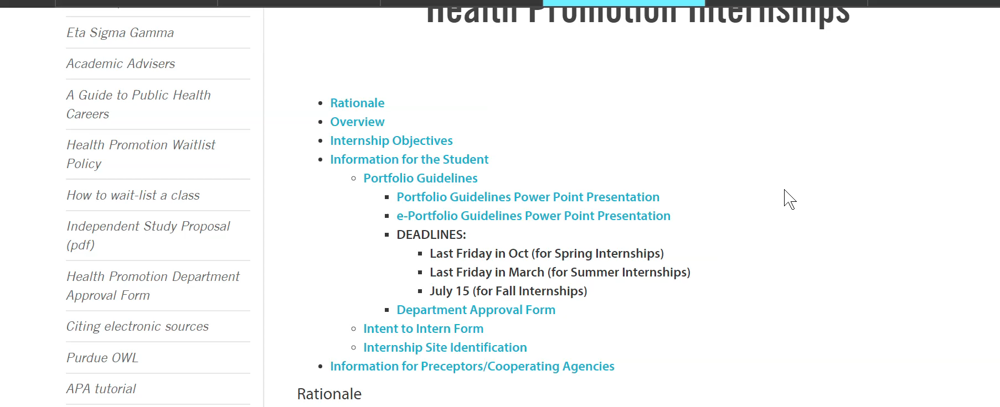 Health Promotion Internships
Eta Sigma Gamma
Academic Advisers
A Guide to Public Health
Careers
Health Promotion Waitlist
Policy
How to wait-list a class
Independent Study Proposal
(pdf)
Health Promotion Department
Approval Form
Citing electronic sources
Purdue OWL
APA tutorial
Rationale
Overview
Internship Objectives
Information for the Student
Portfolio Guidelines
Portfolio Guidelines Power Point Presentation
e-Portfolio Guidelines Power Point Presentation
DEADLINES:
Last Friday in Oct (for Spring Internships)
Last Friday in March (for Summer Internships)
July 15 (for Fall Internships)
Department Approval Form
Intent to Intern Form
Internship Site Identification
Information for Preceptors/Cooperating Agencies
Rationale